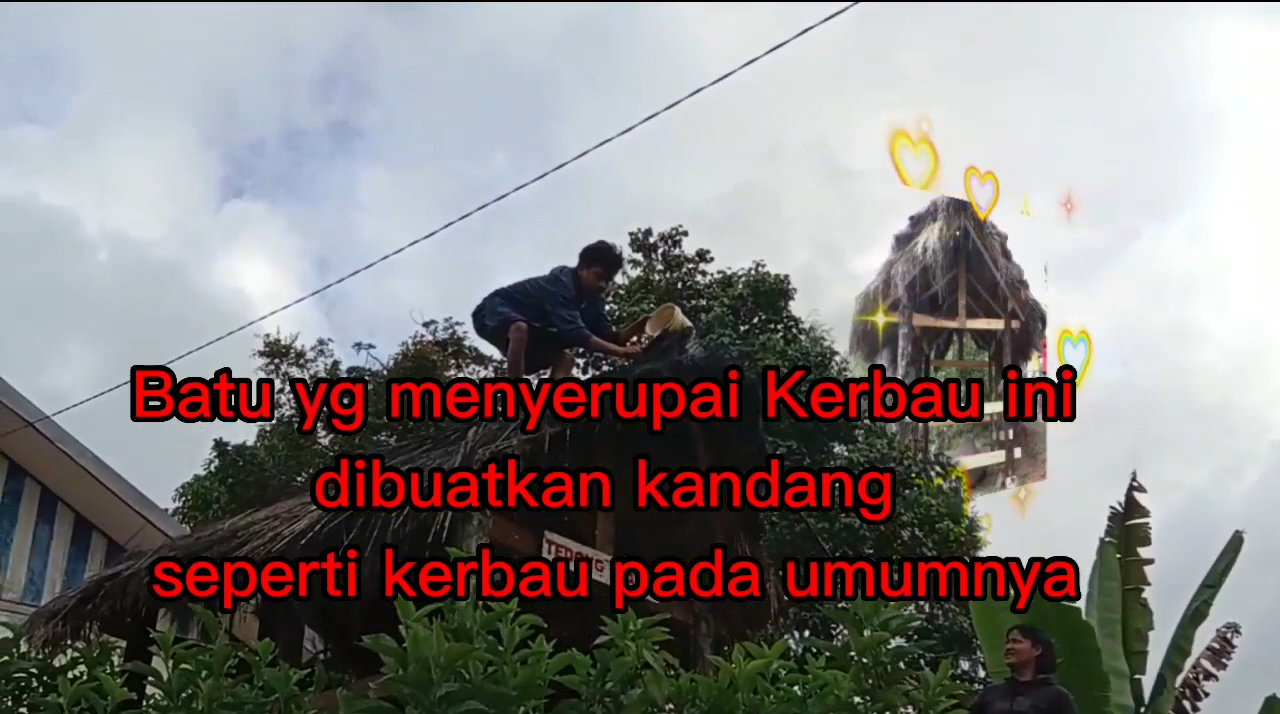 Batu yg menyerupai Kerbau ini
dibuatkan kandang
seperti kerbau pada umumnya